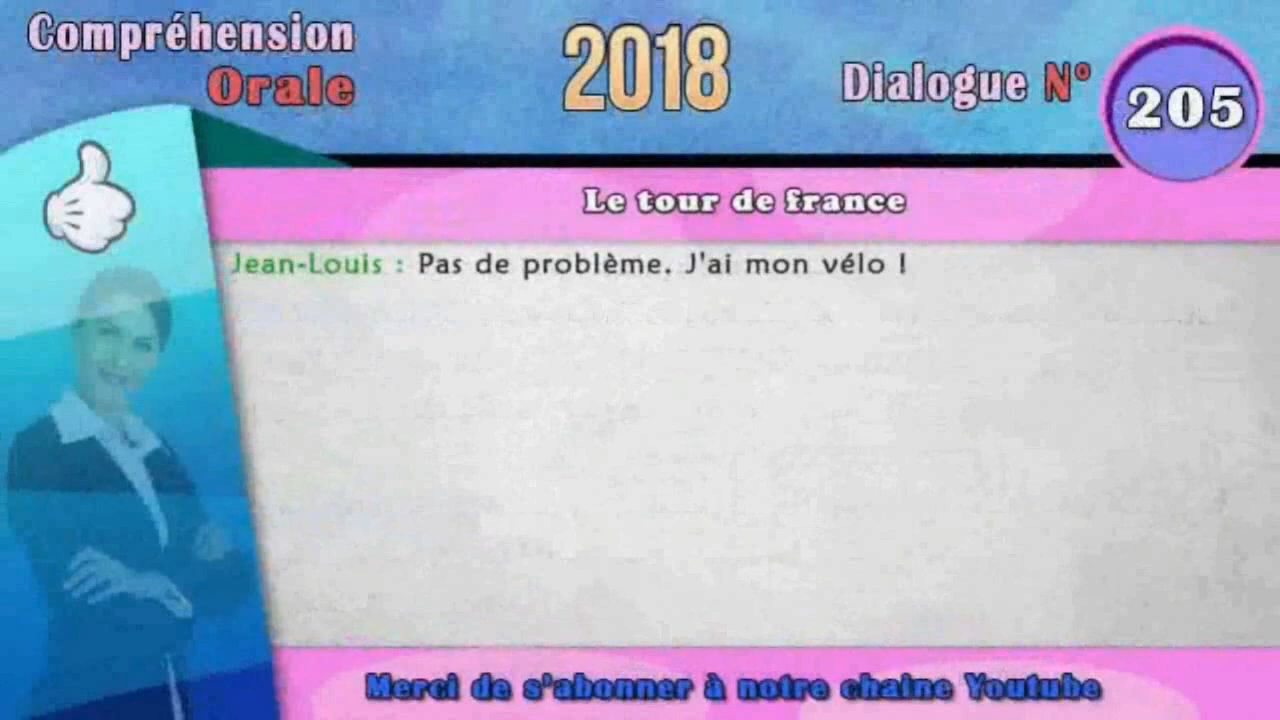 Compréhension
Orale
2018
Dialogue N°
205
Le tour de france
Jean-Louis : Pas de problème. J'ai mon vélo !
Merci de s'abonner à notre chaine Youtube